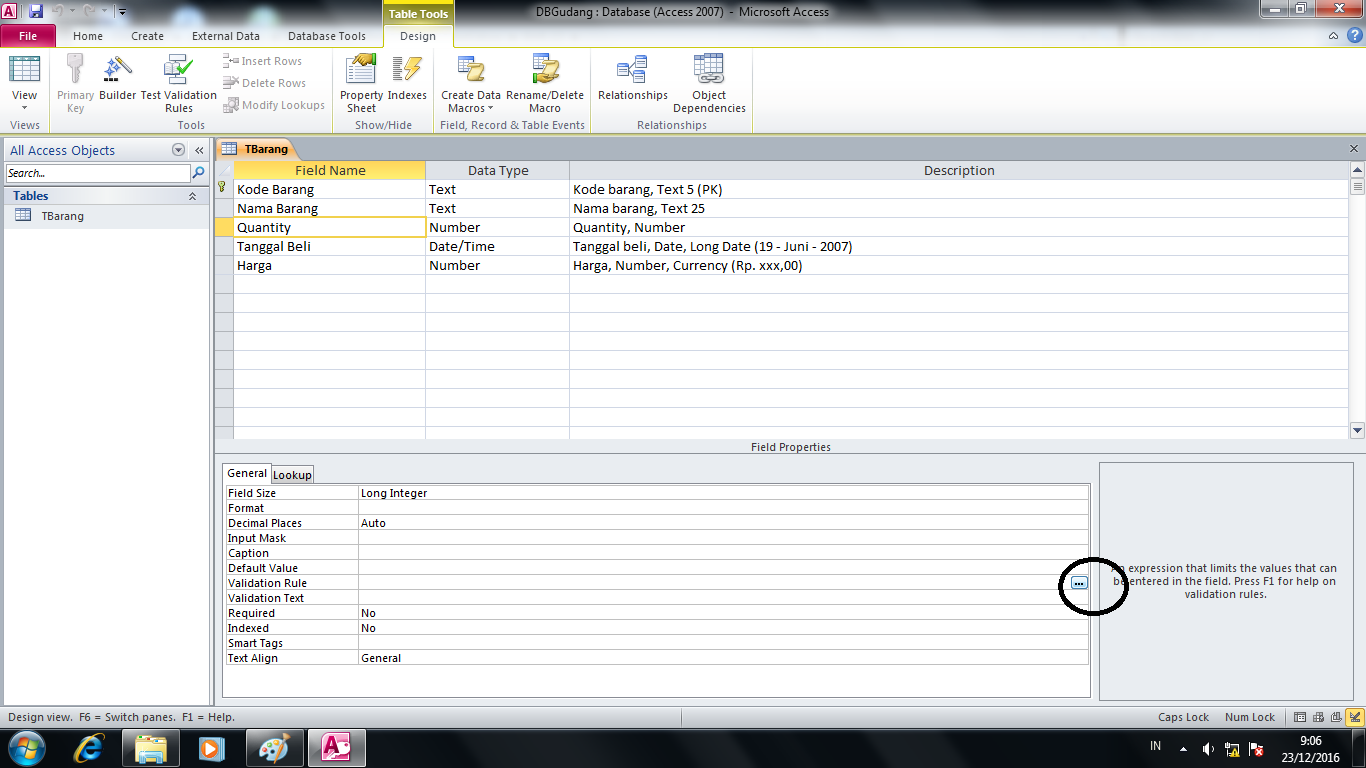 Table Tools
DBGudang : Database (Access 2007) - Microsoft Access
File Home Create External Data Database Tools Design
View
Views
Primary Key
Builder
Test Validation Rules
Insert Rows
Delete Rows
Modify Lookups
Tools
Property Sheet
Indexes
Show/Hide
Create Data Macros
Rename/Delete Macro
Field, Record & Table Events
Relationships
Object Dependencies
Relationships
All Access Objects
Search...
Tables
TBarang
TBarang
Field Name Data Type Description
Kode Barang Text Kode barang, Text 5 (PK)
Nama Barang Text Nama barang, Text 25
Quantity Number Quantity, Number
Tanggal Beli Date/Time Tanggal beli, Date, Long Date (19 - Juni - 2007)
Harga Number Harga, Number, Currency (Rp. xxx,00)
Field Properties
General Lookup
Field Size Long Integer
Format
Decimal Places Auto
Input Mask
Caption
Default Value
Validation Rule ...
Validation Text
Required No
Indexed No
Smart Tags
Text Align General
An expression that limits the values that can
be entered in the field. Press F1 for help on
validation rules.
Design view. F6 = Switch panes. F1 = Help.
Caps Lock Num Lock
IN
9:06
23/12/2016